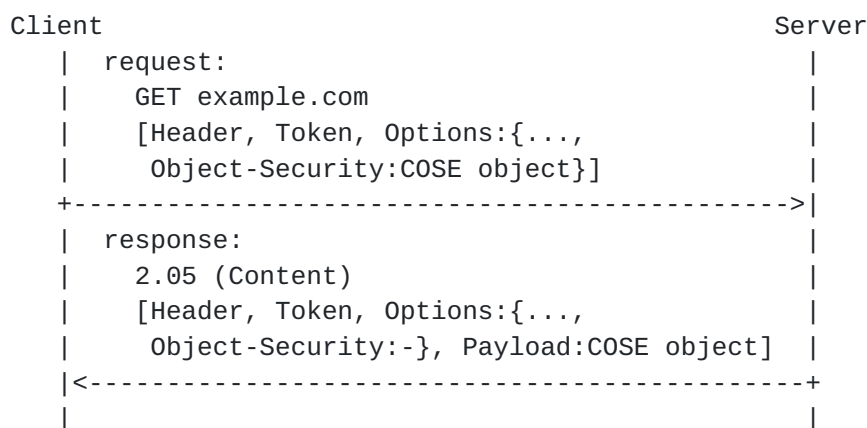 Client Server
| request: |
| GET example.com |
| [Header, Token, Options:{..., |
| Object-Security:COSE object}] |
+---------------------------------------------->|
| response: |
| 2.05 (Content) |
| [Header, Token, Options:{..., |
| Object-Security:-}, Payload:COSE object] |
|<----------------------------------------------+
| |